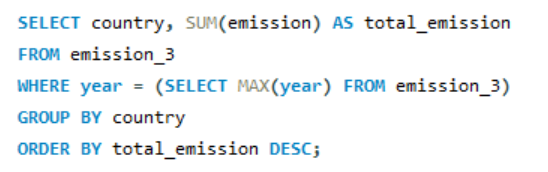 SELECT country, SUM(emission) AS total_emission
FROM emission_3
WHERE year = (SELECT MAX(year) FROM emission_3)
GROUP BY country
ORDER BY total_emission DESC;